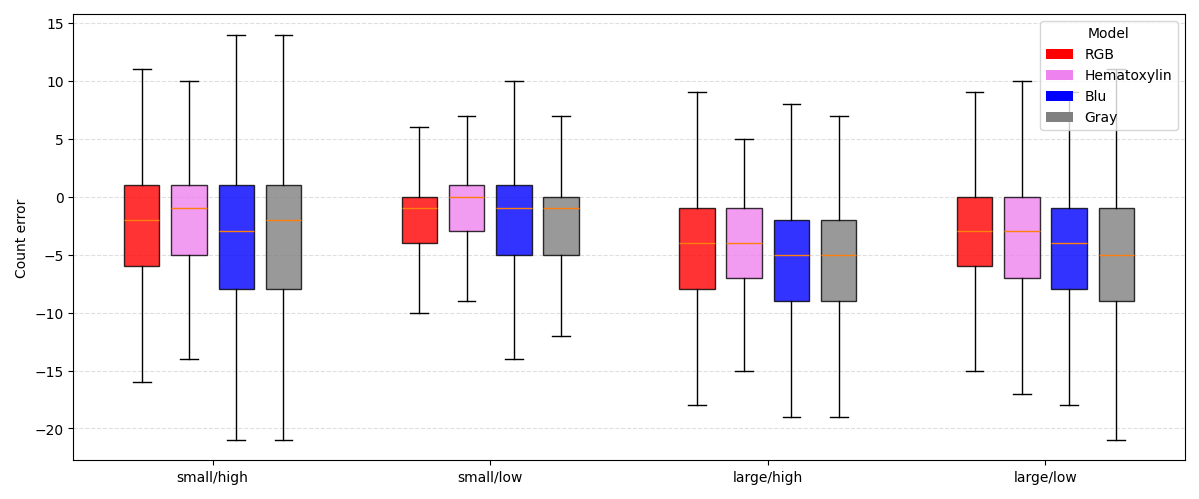 15
10
5
0
−5
−10
−15
−20
Count error
small/high
small/low
large/high
large/low
Model
RGB
Hematoxylin
Blu
Gray